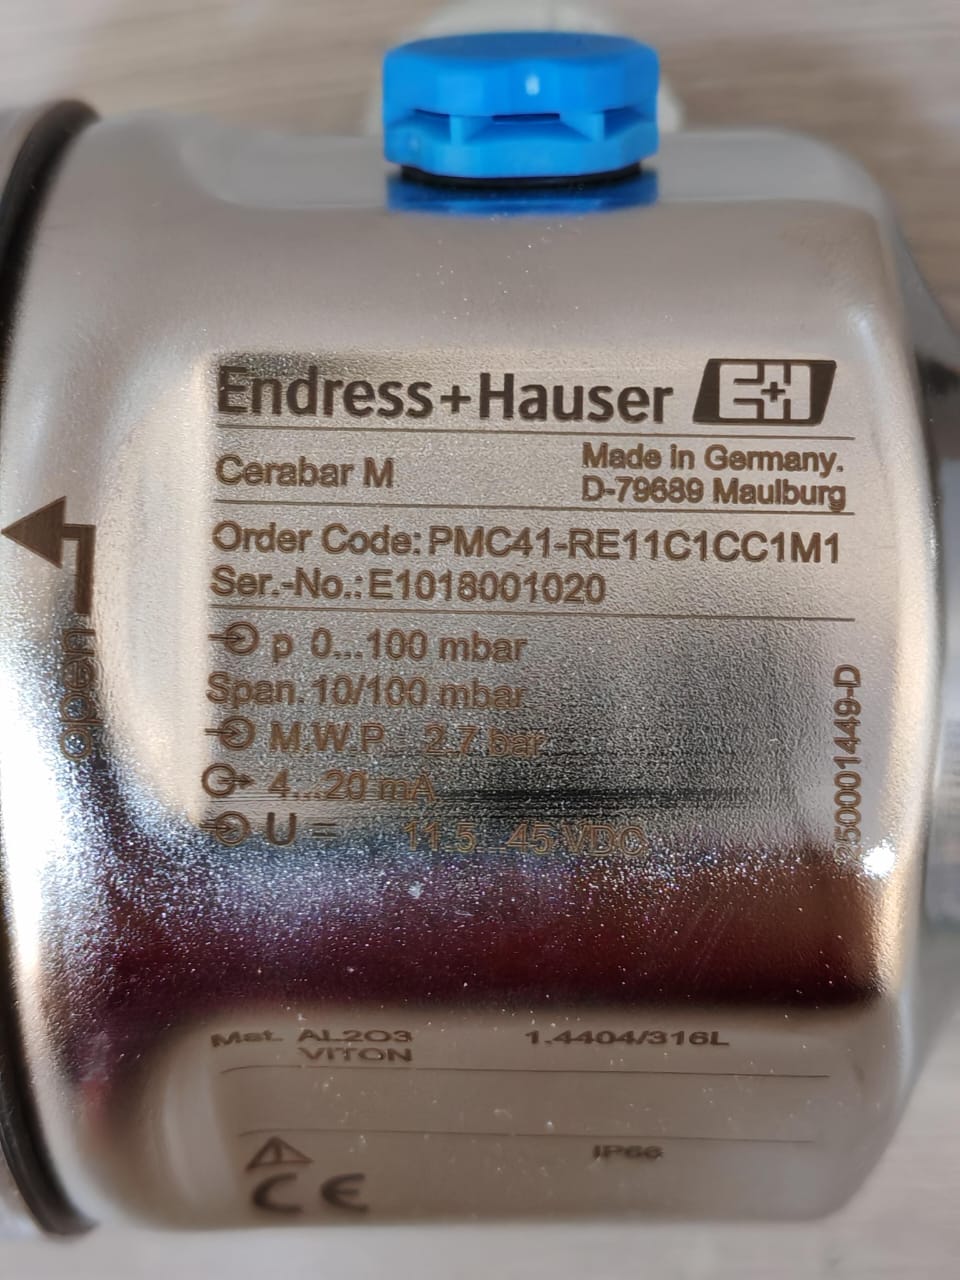 Endress+Hauser E+H
Cerabar M
Made in Germany.
D-79689 Maulburg
Order Code: PMC41-RE11C1CC1M1
Ser.-No.: E1018001020
p 0...100 mbar
Span. 10/100 mbar
M.W.P. 2.7 bar
4...20 mA
U = 11.5...45 VDC
250001449-D
open
Mat. AL2O3 1.4404/316L
VITON
IP66
CE